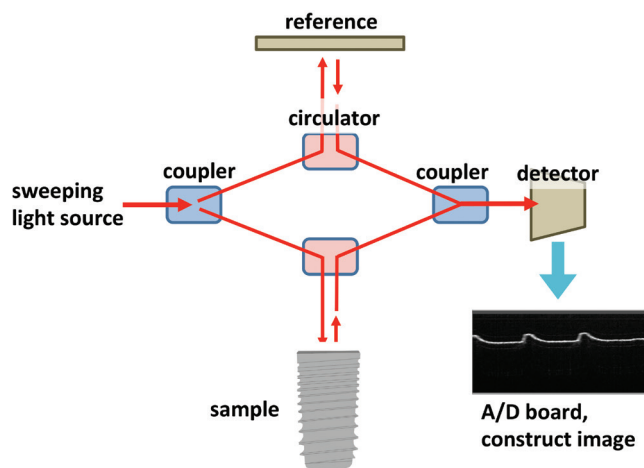 reference
circulator
coupler
coupler
detector
sweeping
light source
sample
A/D board,
construct image